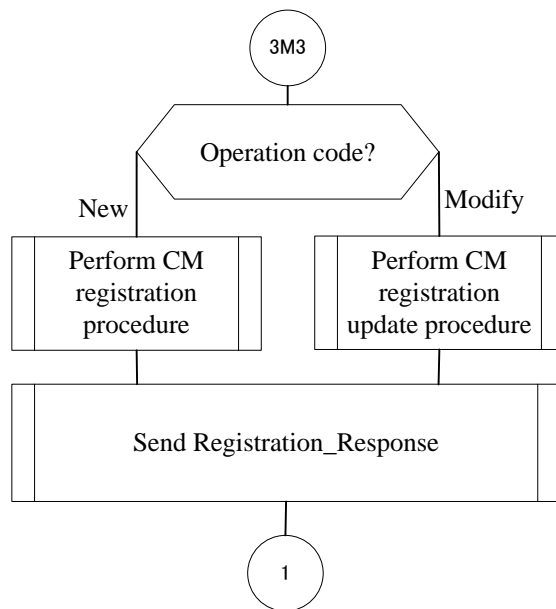 3M3
Operation code?
New
Modify
Perform CM
registration
procedure
Perform CM
registration
update procedure
Send Registration_Response
1